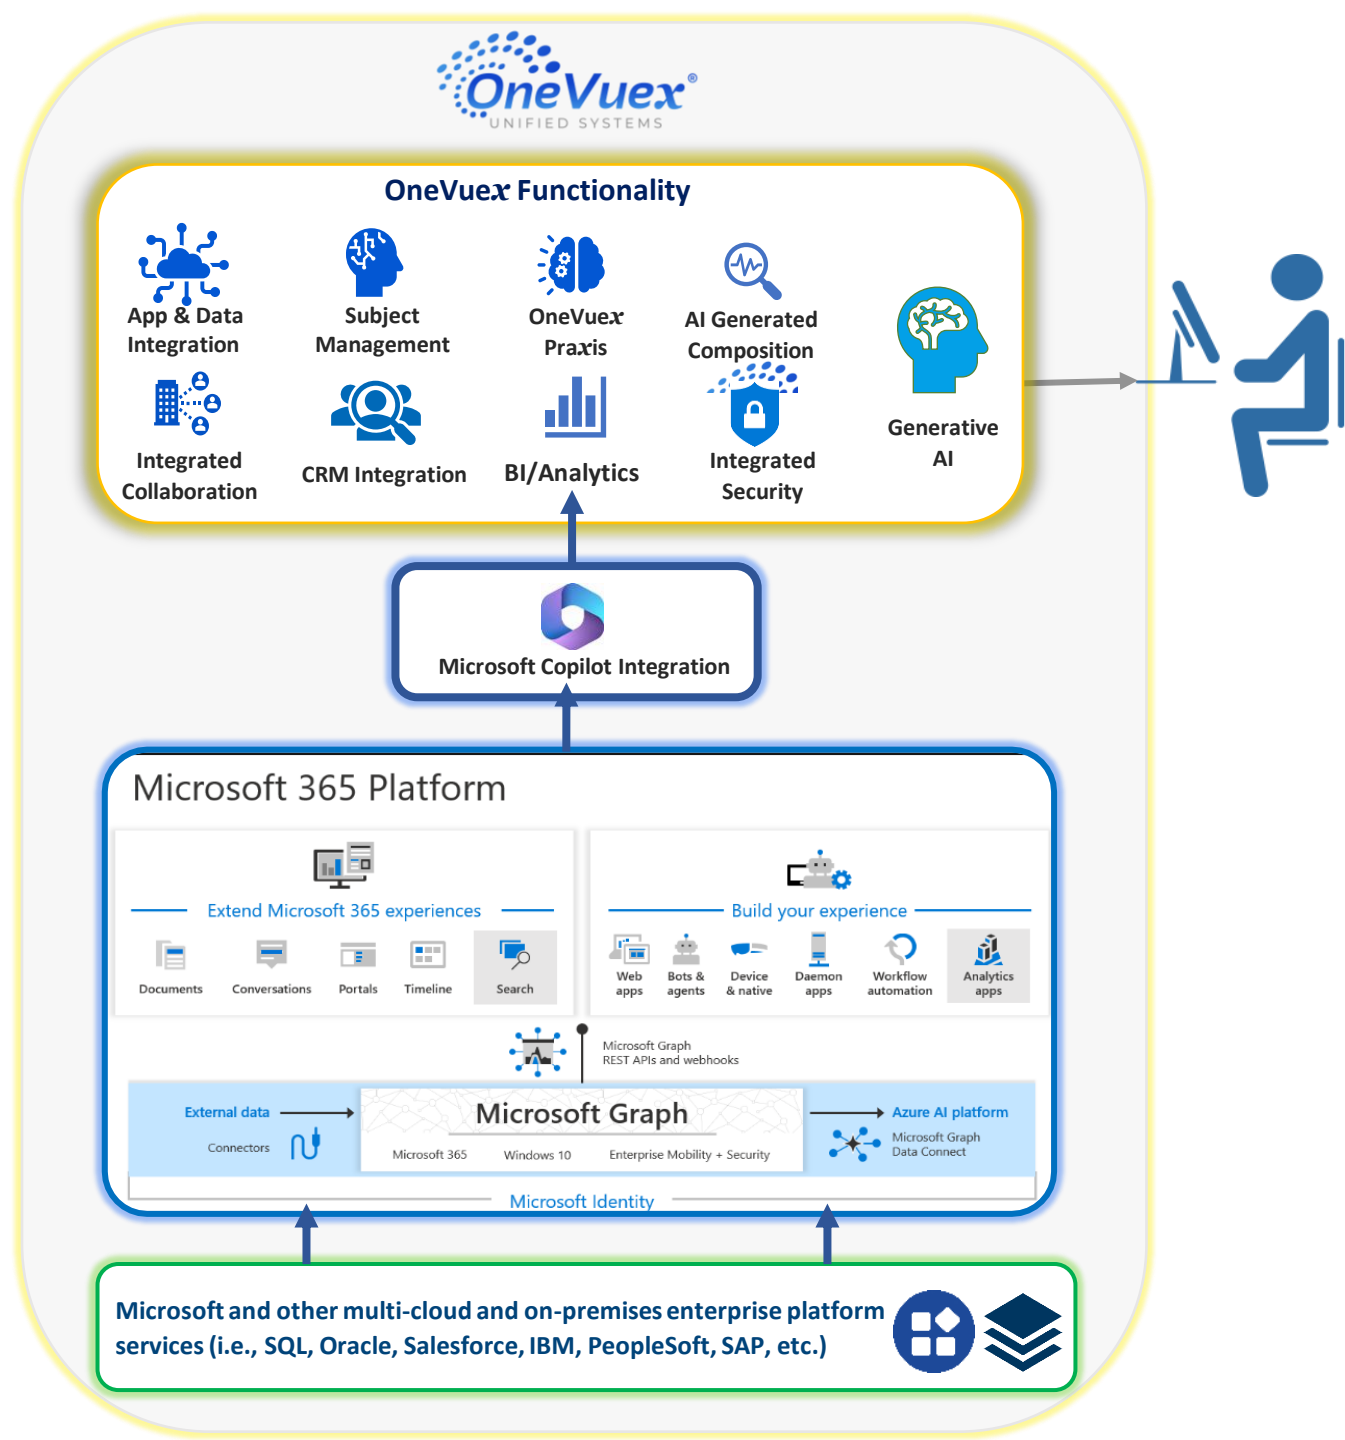 OneVuex®
UNIFIED SYSTEMS
OneVuex Functionality
App & Data
Integration
Subject
Management
OneVuex
Praxis
AI Generated
Composition
Generative
AI
Integrated
Collaboration
CRM Integration
BI/Analytics
Integrated
Security
Microsoft Copilot Integration
Microsoft 365 Platform
Extend Microsoft 365 experiences
Documents
Conversations
Portals
Timeline
Search
Build your experience
Web
apps
Bots &
agents
Device
& native
Daemon
apps
Workflow
automation
Analytics
apps
Microsoft Graph
REST APIs and webhooks
External data
Connectors
Microsoft Graph
Microsoft 365
Windows 10
Enterprise Mobility + Security
Azure AI platform
Microsoft Graph
Data Connect
Microsoft Identity
Microsoft and other multi-cloud and on-premises enterprise platform
services (i.e., SQL, Oracle, Salesforce, IBM, PeopleSoft, SAP, etc.)